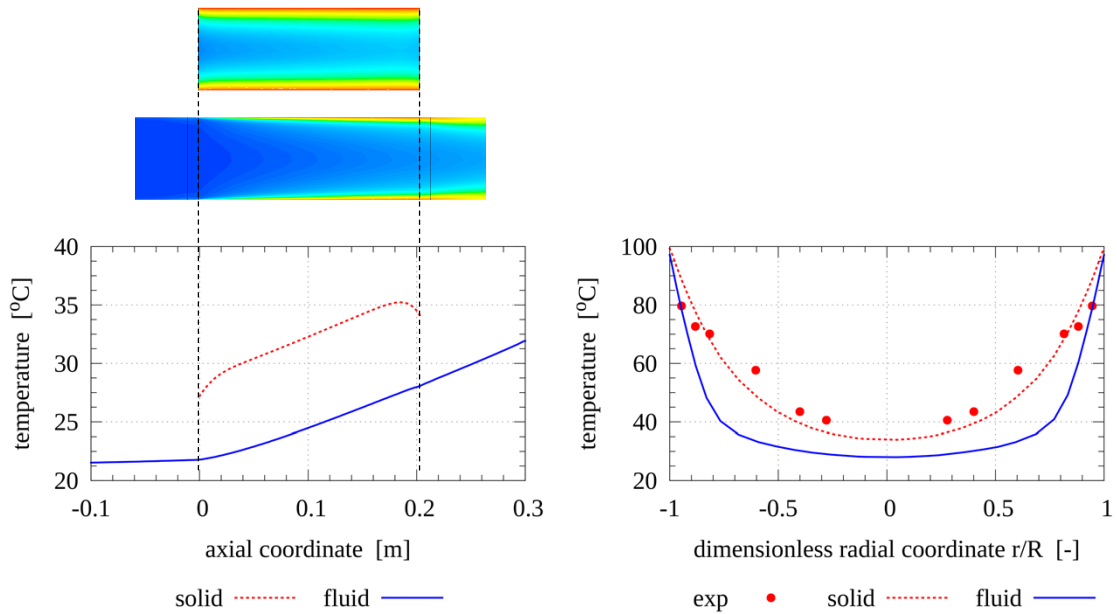 40
35
30
25
20
temperature [°C]
-0.1 0 0.1 0.2 0.3
axial coordinate [m]
solid fluid
100
80
60
40
20
temperature [°C]
-1 -0.5 0 0.5 1
dimensionless radial coordinate r/R [-]
exp solid fluid